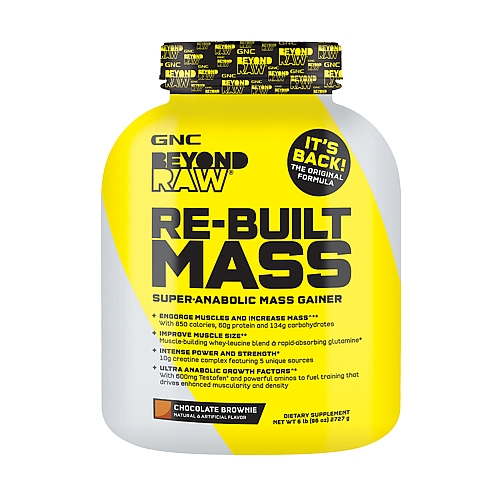 GNC
BEYOND
RAW
GNC
BEYOND
RAW®
IT'S
BACK!
THE ORIGINAL
FORMULA
RE-BUILT
MASS
SUPER-ANABOLIC MASS GAINER
ENGORGE MUSCLES AND INCREASE MASS
With 850 calories, 60g protein and 134g carbohydrates
IMPROVE MUSCLE SIZE
Muscle-building whey-leucine blend & rapid-absorbing glutamine*
INTENSE POWER AND STRENGTH*
10g creatine complex featuring 5 unique sources
ULTRA ANABOLIC GROWTH FACTORS
With 600mg Testofen® and powerful aminos to fuel training that
drives enhanced muscularity and density
CHOCOLATE BROWNIE
NATURAL & ARTIFICIAL FLAVOR
DIETARY SUPPLEMENT
NET WT 6 lb (96 oz) 2727 g